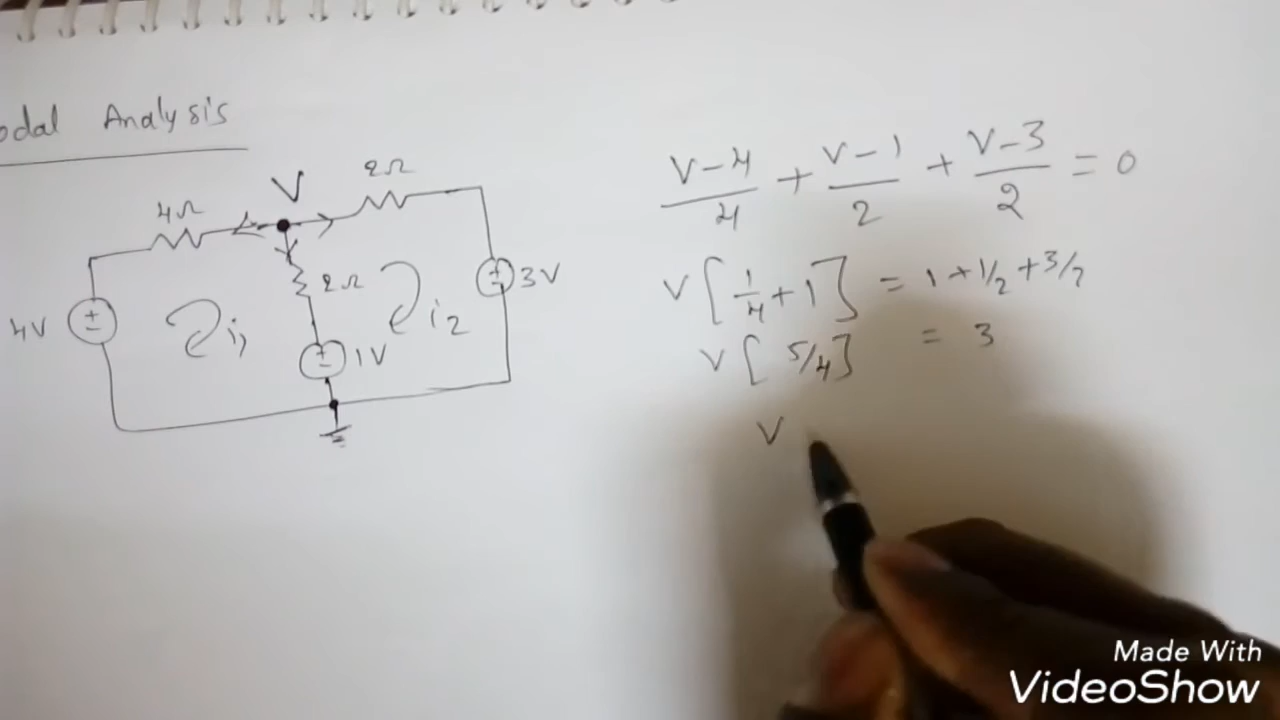 odal Analysis
V
2Ω
4Ω
2Ω
3V
4V
i1
i2
1V
V-4/4 + V-1/2 + V-3/2 = 0
V [ 1/4 + 1 ] = 1 + 1/2 + 3/2
V [ 5/4 ] = 3
V
Made With
VideoShow